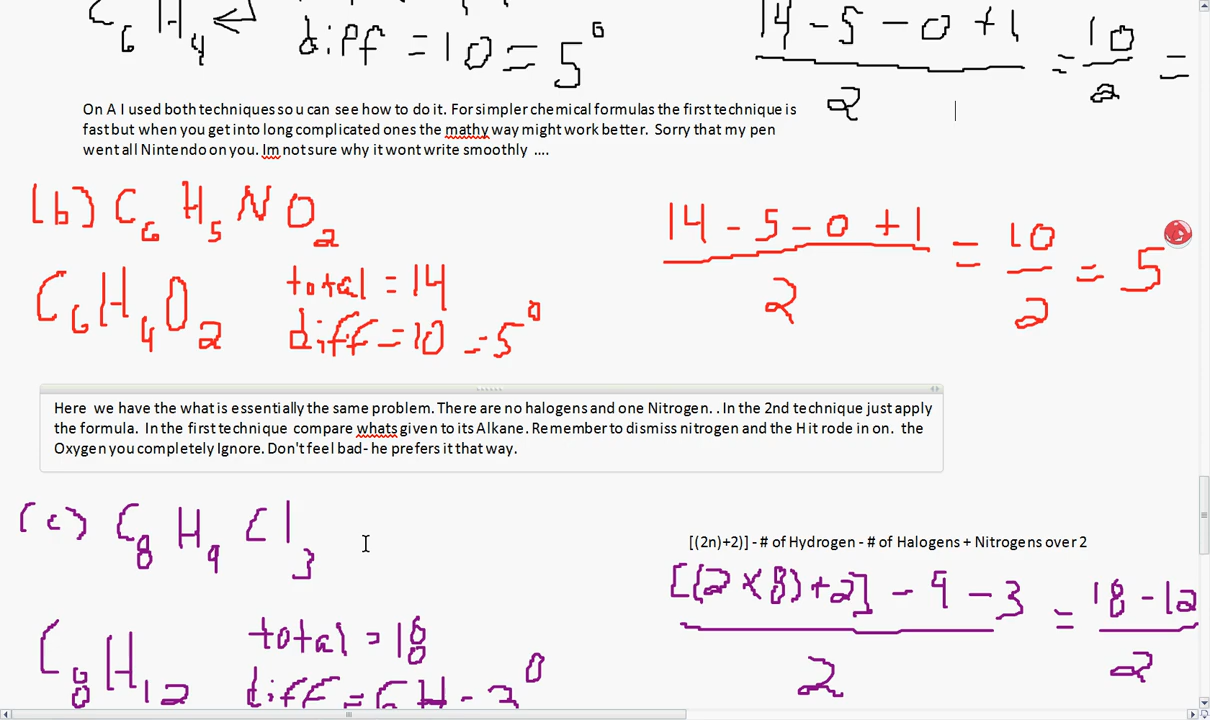 C6H4
diff = 10 = 5°
14 - 5 - 0 + 1 / 2 = 10 / 2 =
On A I used both techniques so u can see how to do it. For simpler chemical formulas the first technique is
fast but when you get into long complicated ones the mathy way might work better. Sorry that my pen
went all Nintendo on you. Im not sure why it wont write smoothly ....
(b) C6H5NO2
14 - 5 - 0 + 1 / 2 = 10 / 2 = 5
C6H4O2
total = 14
diff = 10 = 5°
Here we have the what is essentially the same problem. There are no halogens and one Nitrogen. . In the 2nd technique just apply
the formula. In the first technique compare whats given to its Alkane. Remember to dismiss nitrogen and the H it rode in on. the
Oxygen you completely Ignore. Don't feel bad- he prefers it that way.
(c) C8H9Cl3
[(2n)+2)] - # of Hydrogen - # of Halogens + Nitrogens over 2
[(2×8)+2] - 9 - 3 / 2 = 18 - 12 / 2
C8H12
total = 18
diff = 6H - 3°